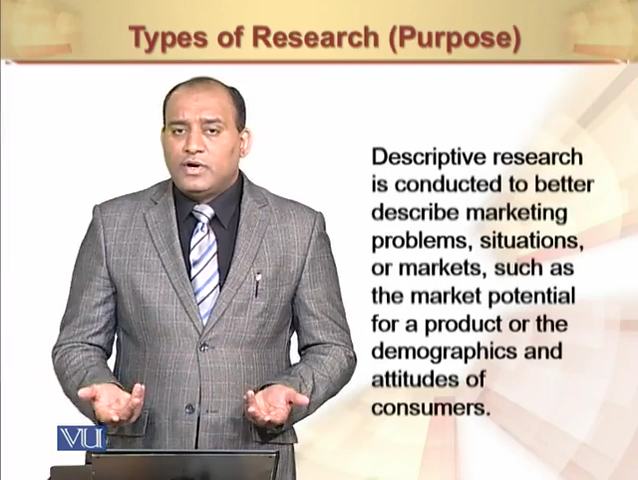 Types of Research (Purpose)
Descriptive research
is conducted to better
describe marketing
problems, situations,
or markets, such as
the market potential
for a product or the
demographics and
attitudes of
consumers.
VU